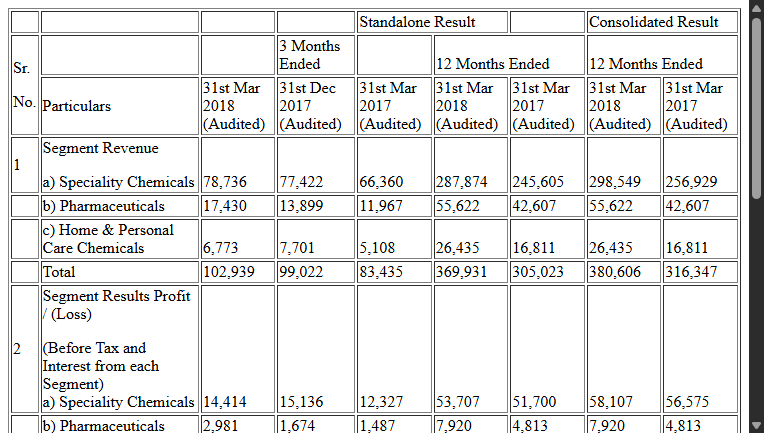 Standalone Result Consolidated Result
3 Months Ended 12 Months Ended 12 Months Ended
Sr. No. Particulars 31st Mar 2018 (Audited) 31st Dec 2017 (Audited) 31st Mar 2017 (Audited) 31st Mar 2018 (Audited) 31st Mar 2017 (Audited) 31st Mar 2018 (Audited) 31st Mar 2017 (Audited)
1 Segment Revenue
a) Speciality Chemicals 78,736 77,422 66,360 287,874 245,605 298,549 256,929
b) Pharmaceuticals 17,430 13,899 11,967 55,622 42,607 55,622 42,607
c) Home & Personal
Care Chemicals 6,773 7,701 5,108 26,435 16,811 26,435 16,811
Total 102,939 99,022 83,435 369,931 305,023 380,606 316,347
Segment Results Profit
/ (Loss)
2 (Before Tax and
Interest from each
Segment)
a) Speciality Chemicals 14,414 15,136 12,327 53,707 51,700 58,107 56,575
b) Pharmaceuticals 2,981 1,674 1,487 7,920 4,813 7,920 4,813